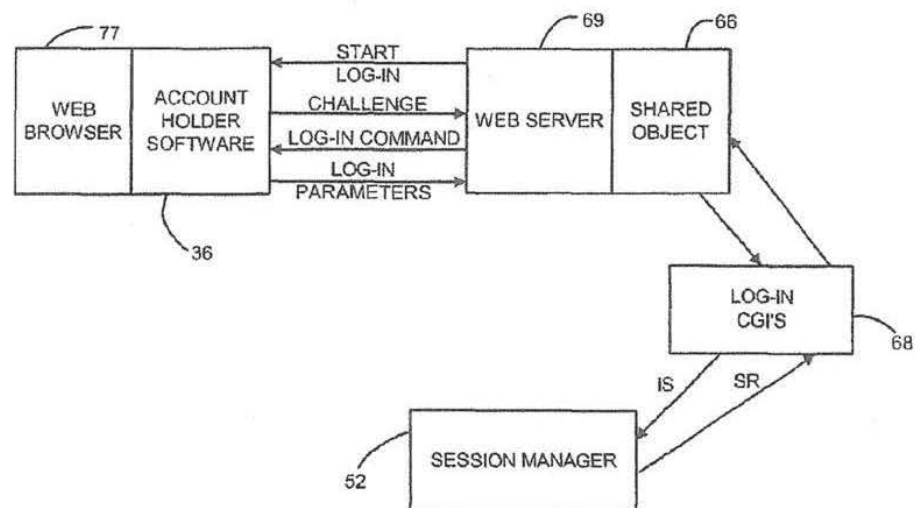 77
69
66
WEB
BROWSER
ACCOUNT
HOLDER
SOFTWARE
START
LOG-IN
CHALLENGE
LOG-IN COMMAND
LOG-IN
PARAMETERS
WEB SERVER
SHARED
OBJECT
36
LOG-IN
CGI'S
68
IS
SR
SESSION MANAGER
52